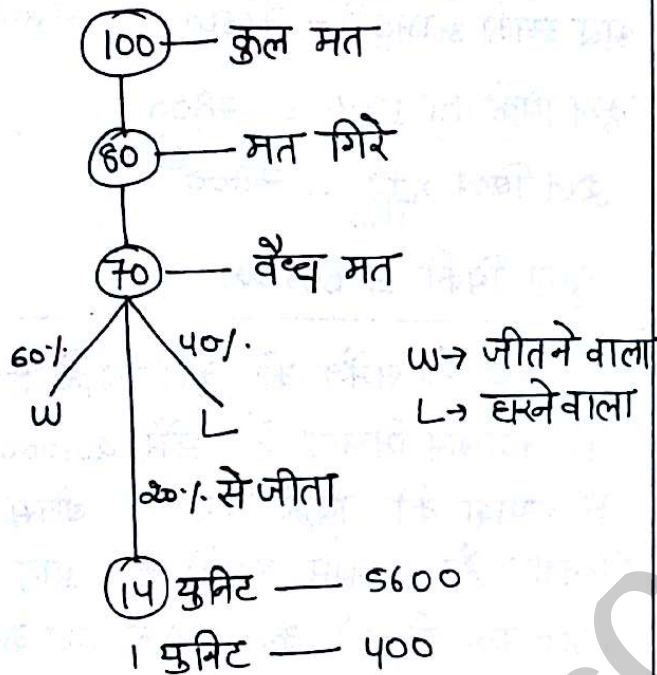 100 — कुल मत
80 — मत गिरे
70 — वैध्य मत
60% 40%
W L
W→ जीतने वाला
L→ हारने वाला
20% से जीता
14 युनिट — 5600
1 युनिट — 400